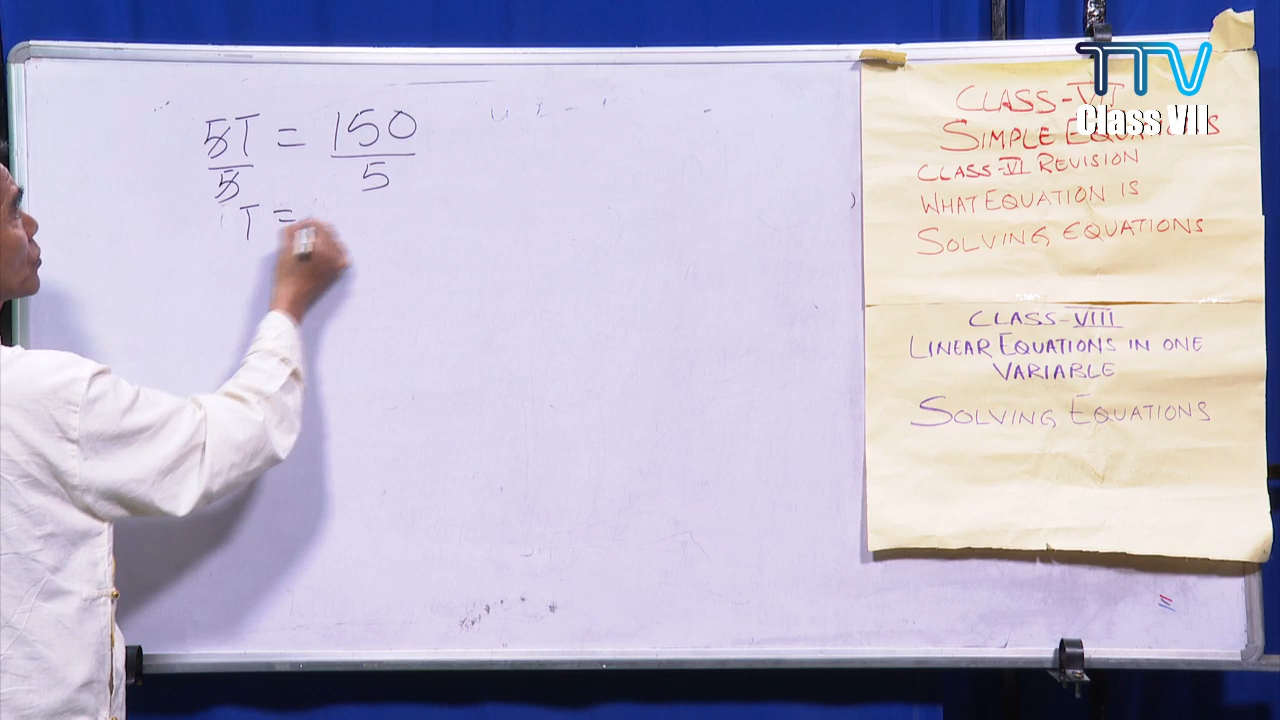 5T = 150
5 5
T =
TTV
Class VII
CLASS-VII
SIMPLE EQUATIONS
CLASS-VI REVISION
WHAT EQUATION IS
SOLVING EQUATIONS
CLASS-VIII
LINEAR EQUATIONS IN ONE
VARIABLE
SOLVING EQUATIONS